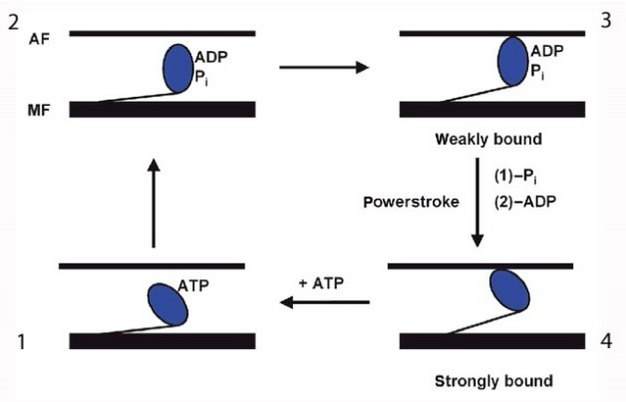 2
AF
ADP
Pi
MF
3
ADP
Pi
Weakly bound
Powerstroke
(1)–Pi
(2)–ADP
ATP
+ ATP
1
4
Strongly bound